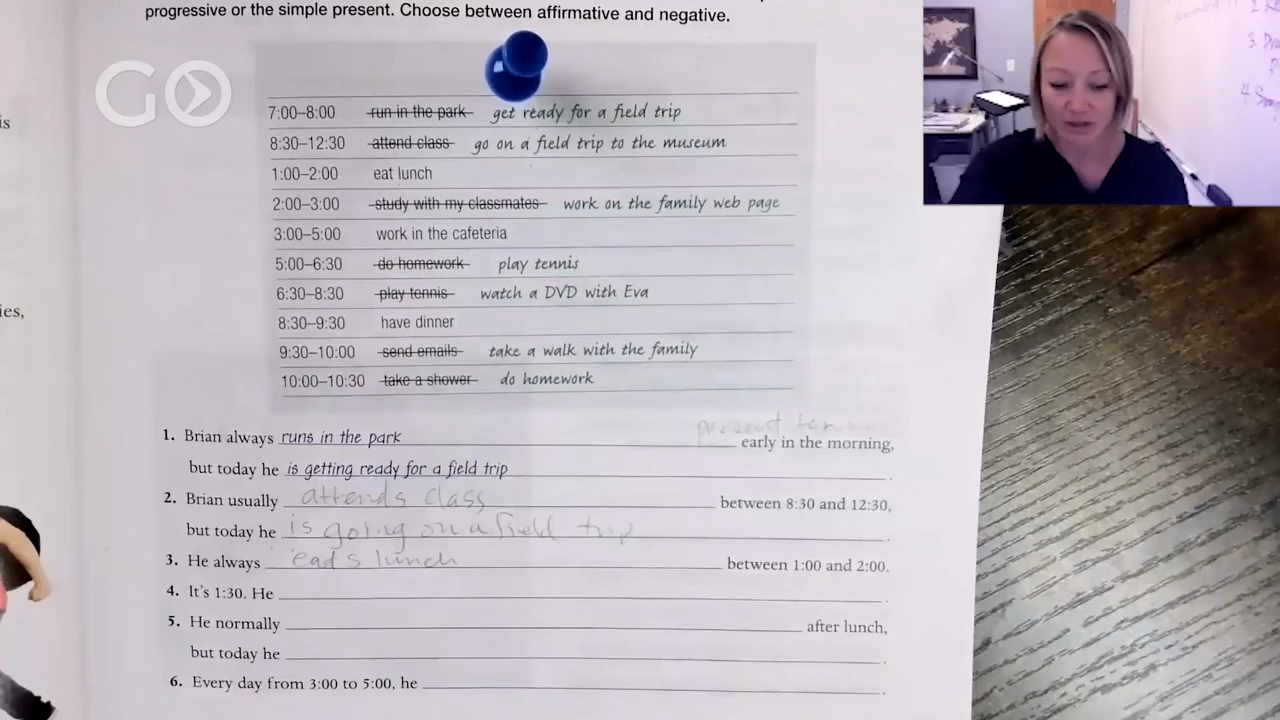 progressive or the simple present. Choose between affirmative and negative.
GO
is
7:00–8:00 run in the park get ready for a field trip
8:30–12:30 attend class go on a field trip to the museum
1:00–2:00 eat lunch
2:00–3:00 study with my classmates work on the family web page
3:00–5:00 work in the cafeteria
5:00–6:30 do homework play tennis
6:30–8:30 play tennis watch a DVD with Eva
8:30–9:30 have dinner
9:30–10:00 send emails take a walk with the family
10:00–10:30 take a shower do homework
ies,
present
1. Brian always runs in the park early in the morning,
but today he is getting ready for a field trip .
2. Brian usually attends class between 8:30 and 12:30,
but today he is going on a field trip .
3. He always eats lunch between 1:00 and 2:00.
4. It's 1:30. He .
5. He normally after lunch,
but today he .
6. Every day from 3:00 to 5:00, he .